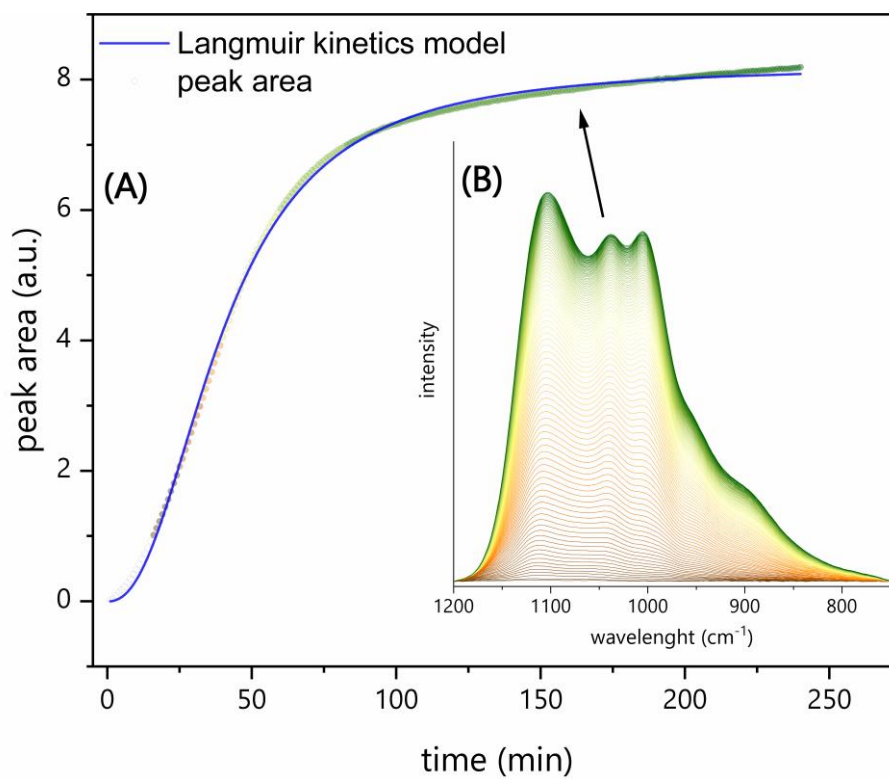 Langmuir kinetics model
peak area
(A)
(B)
peak area (a.u.)
8
6
4
2
0
intensity
1200 1100 1000 900 800
wavelenght (cm⁻¹)
0 50 100 150 200 250
time (min)